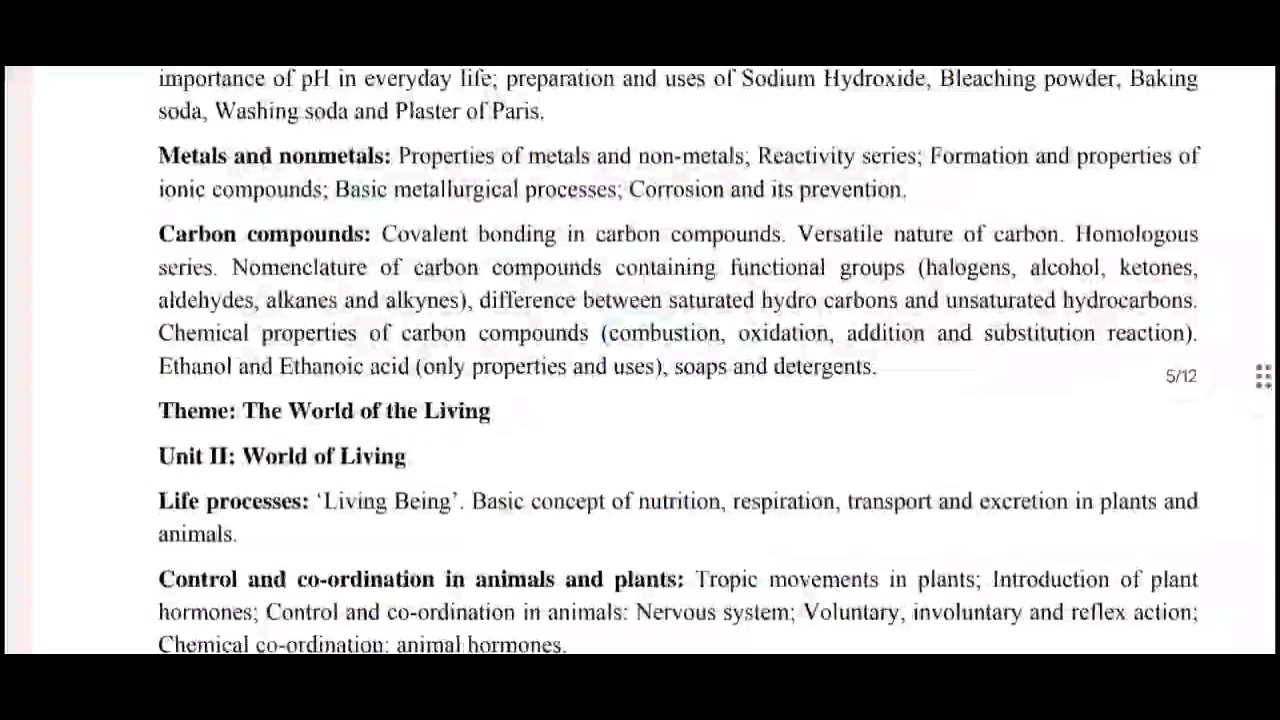 importance of pH in everyday life; preparation and uses of Sodium Hydroxide, Bleaching powder, Baking
soda, Washing soda and Plaster of Paris.
Metals and nonmetals: Properties of metals and non-metals; Reactivity series; Formation and properties of
ionic compounds; Basic metallurgical processes; Corrosion and its prevention.
Carbon compounds: Covalent bonding in carbon compounds. Versatile nature of carbon. Homologous
series. Nomenclature of carbon compounds containing functional groups (halogens, alcohol, ketones,
aldehydes, alkanes and alkynes), difference between saturated hydro carbons and unsaturated hydrocarbons.
Chemical properties of carbon compounds (combustion, oxidation, addition and substitution reaction).
Ethanol and Ethanoic acid (only properties and uses), soaps and detergents.
5/12
Theme: The World of the Living
Unit II: World of Living
Life processes: ‘Living Being’. Basic concept of nutrition, respiration, transport and excretion in plants and
animals.
Control and co-ordination in animals and plants: Tropic movements in plants; Introduction of plant
hormones; Control and co-ordination in animals: Nervous system; Voluntary, involuntary and reflex action;
Chemical co-ordination: animal hormones.